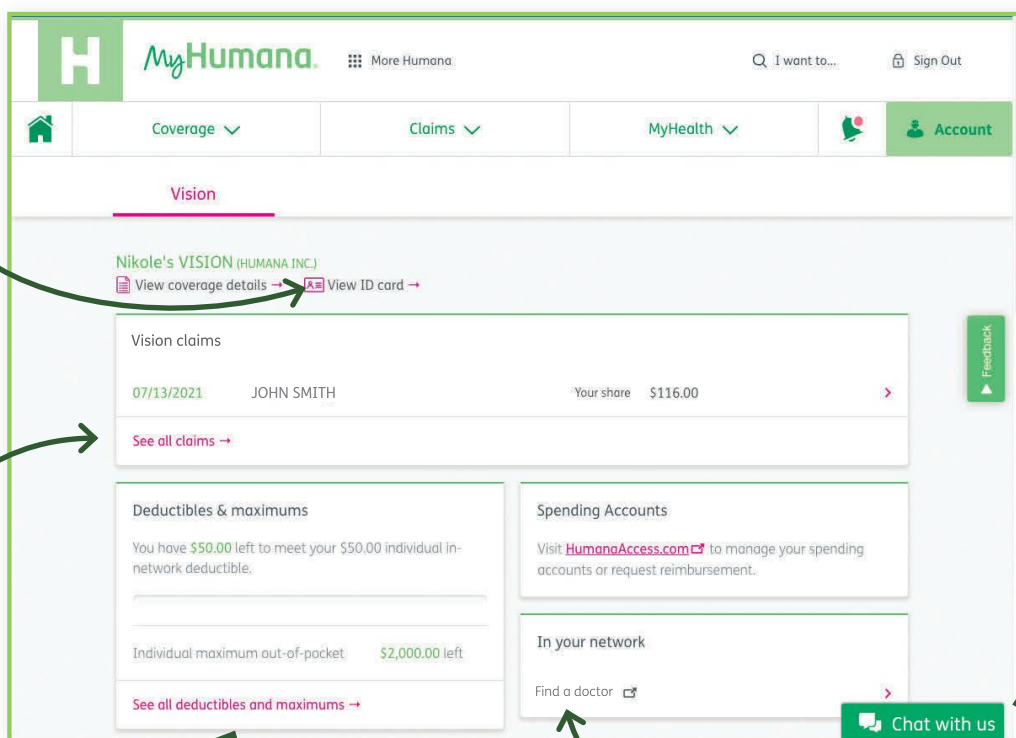 H MyHumana. More Humana I want to... Sign Out
Coverage Claims MyHealth Account
Vision
Nikole's VISION (HUMANA INC.)
View coverage details → View ID card →
Vision claims
07/13/2021 JOHN SMITH Your share $116.00
See all claims →
Feedback
Deductibles & maximums
You have $50.00 left to meet your $50.00 individual in-
network deductible.
Individual maximum out-of-pocket $2,000.00 left
See all deductibles and maximums →
Spending Accounts
Visit HumanaAccess.com to manage your spending
accounts or request reimbursement.
In your network
Find a doctor
Chat with us